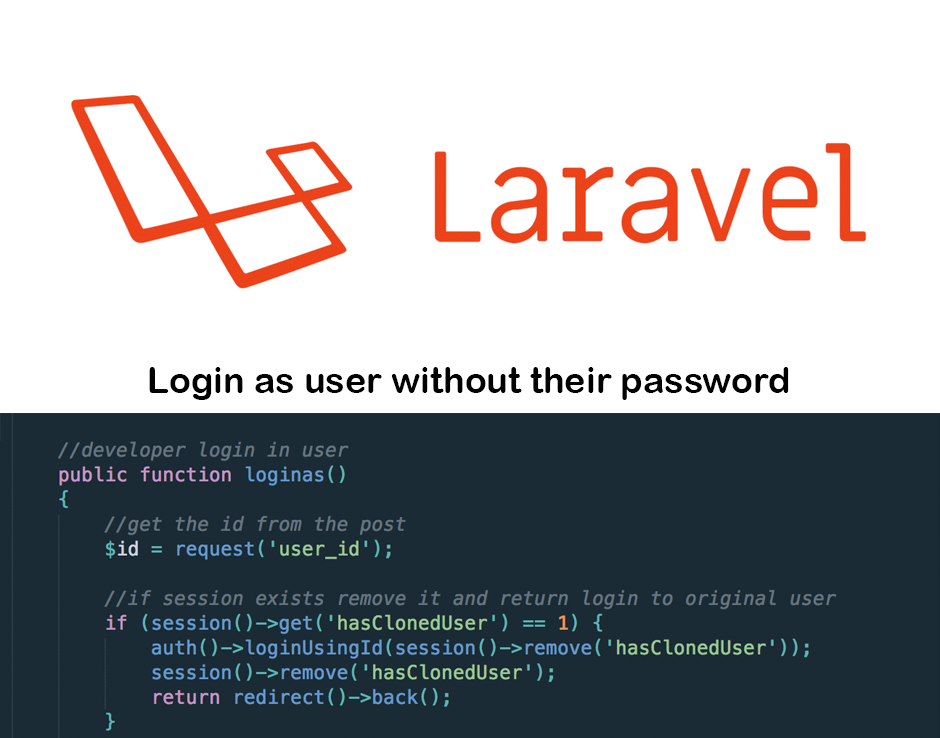 Laravel
Login as user without their password
//developer login in user
public function loginas()
{
//get the id from the post
$id = request('user_id');
//if session exists remove it and return login to original user
if (session()->get('hasClonedUser') == 1) {
auth()->loginUsingId(session()->remove('hasClonedUser'));
session()->remove('hasClonedUser');
return redirect()->back();
}